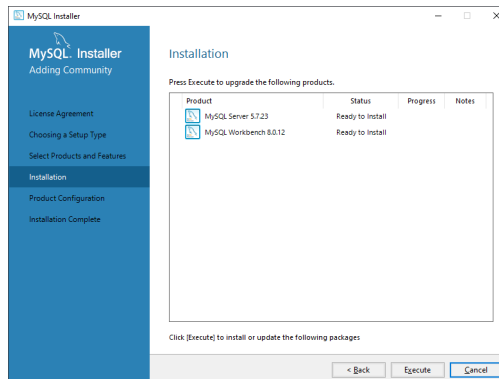 MySQL Installer
MySQL. Installer
Adding Community
License Agreement
Choosing a Setup Type
Select Products and Features
Installation
Product Configuration
Installation Complete
Installation
Press Execute to upgrade the following products.
Product Status Progress Notes
MySQL Server 5.7.23 Ready to Install
MySQL Workbench 8.0.12 Ready to Install
Click [Execute] to install or update the following packages
< Back Execute Cancel